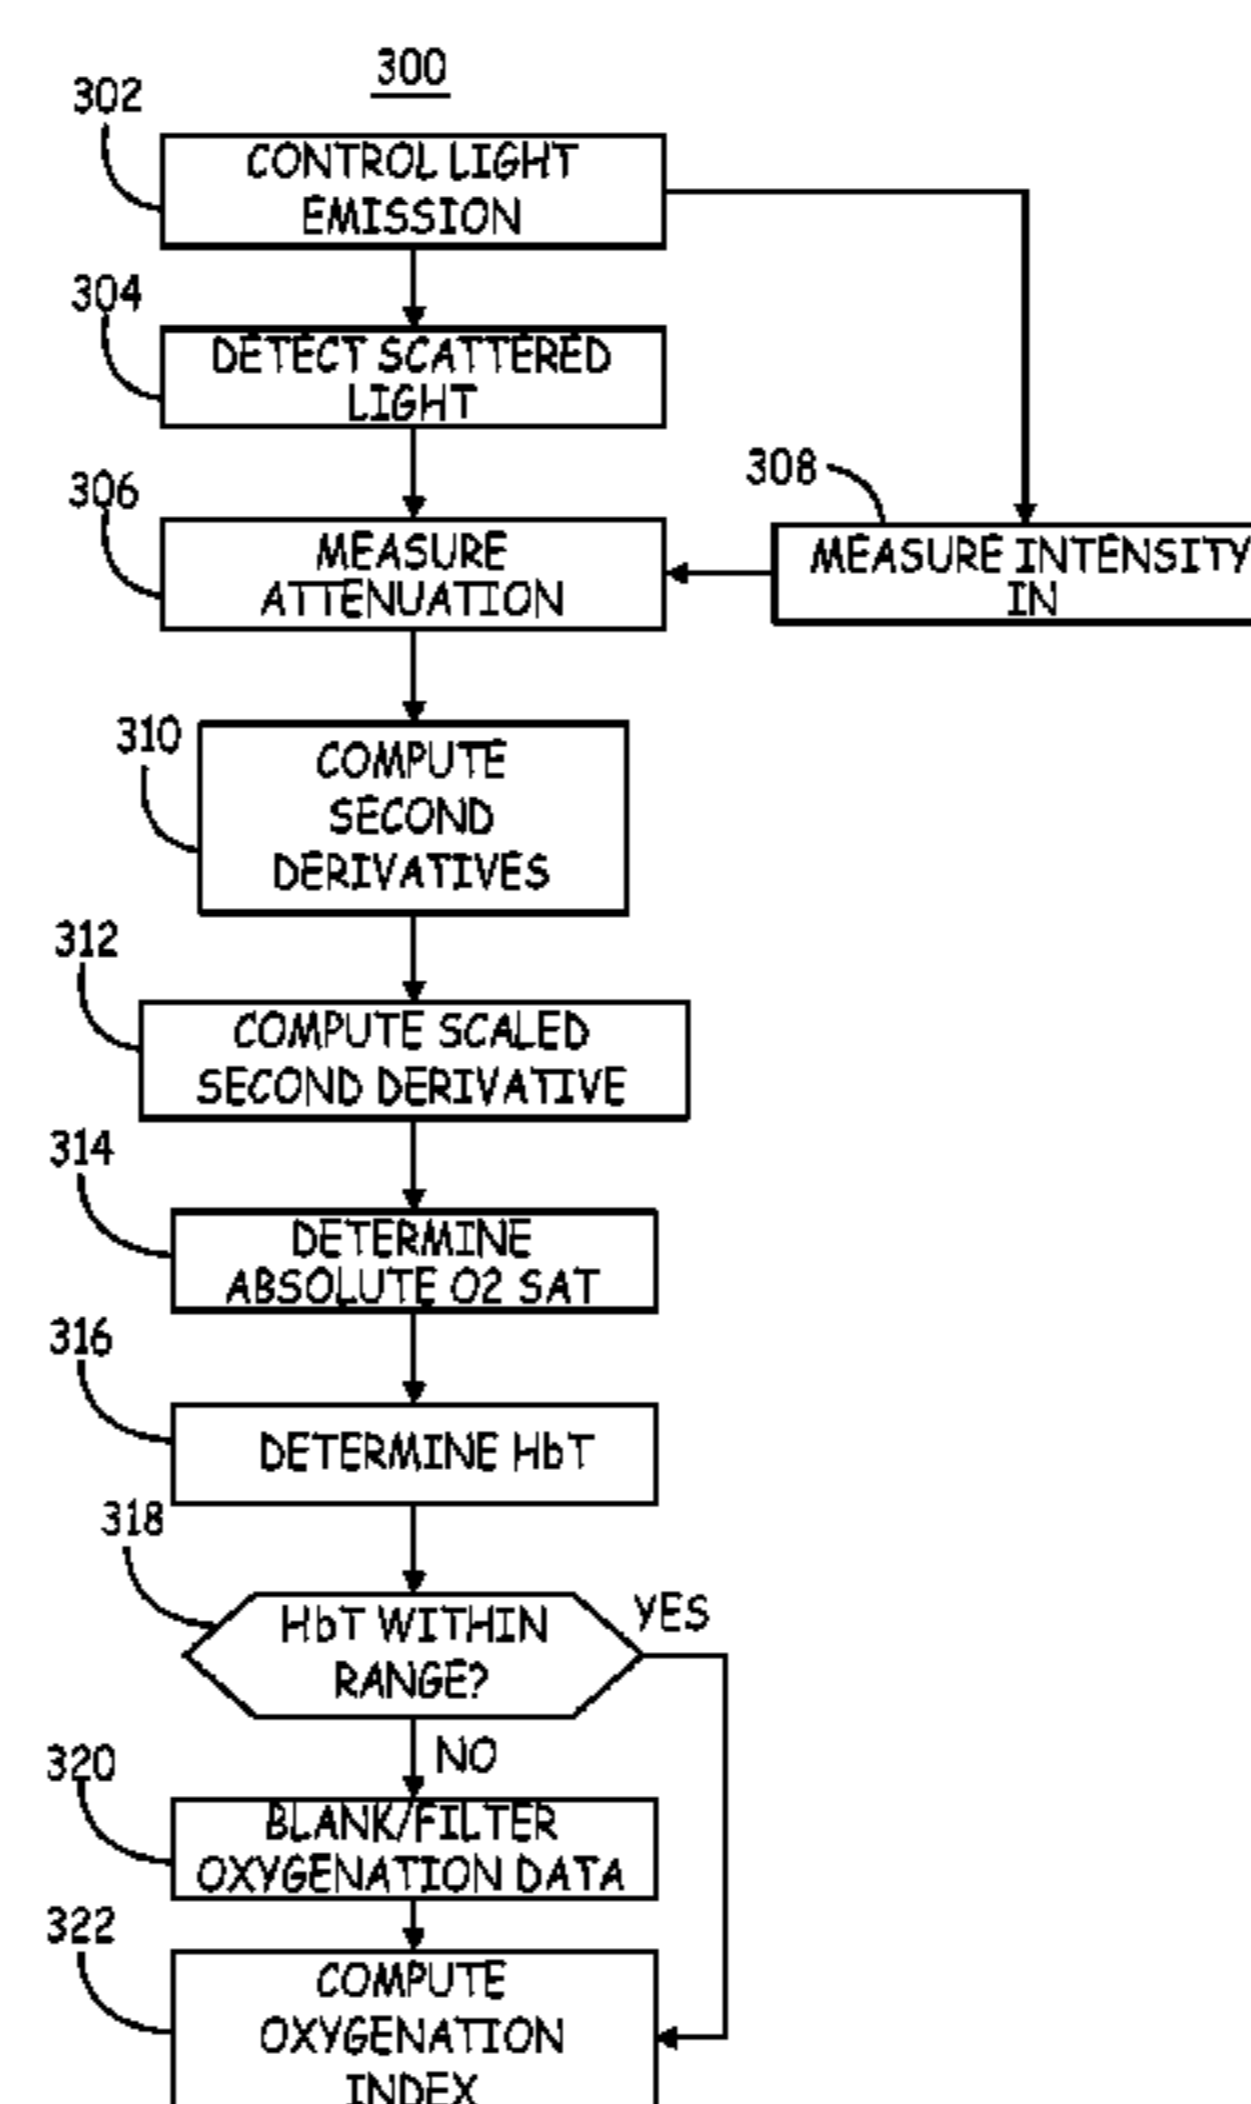 300
302
CONTROL LIGHT
EMISSION
304
DETECT SCATTERED
LIGHT
306
MEASURE
ATTENUATION
308
MEASURE INTENSITY
IN
310
COMPUTE
SECOND
DERIVATIVES
312
COMPUTE SCALED
SECOND DERIVATIVE
314
DETERMINE
ABSOLUTE O2 SAT
316
DETERMINE HbT
318
HbT WITHIN
RANGE?
YES
NO
320
BLANK/FILTER
OXYGENATION DATA
322
COMPUTE
OXYGENATION
INDEX